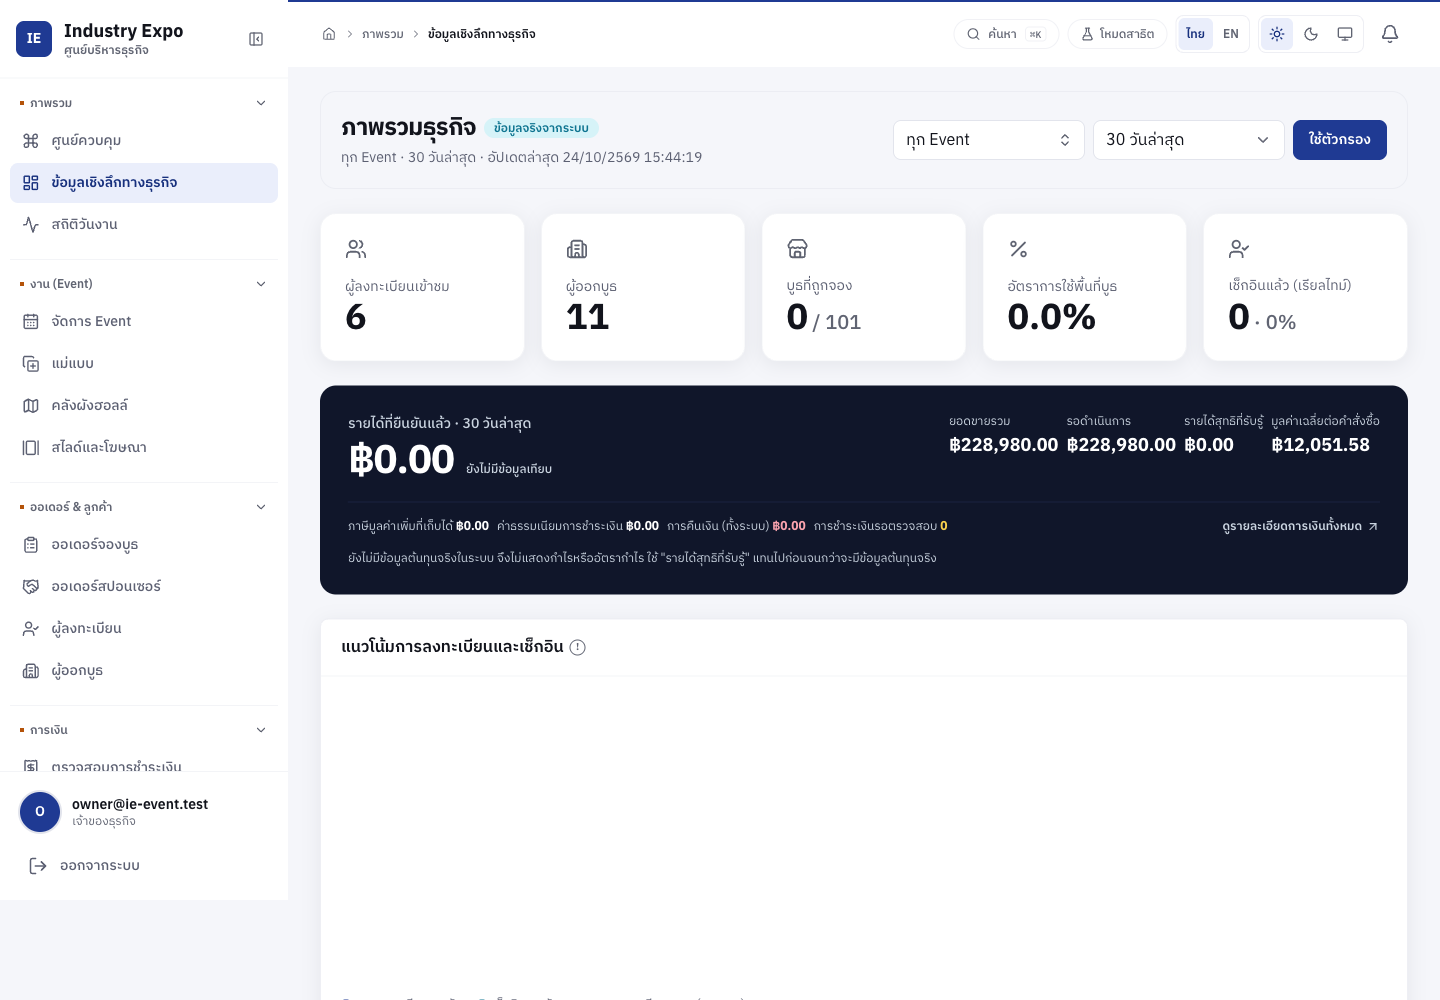 IE
Industry Expo
ศูนย์บริหารธุรกิจ
ภาพรวม
ศูนย์ควบคุม
ข้อมูลเชิงลึกทางธุรกิจ
สถิติวันงาน
งาน (Event)
จัดการ Event
แม่แบบ
คลังผังฮอลล์
สไลด์และโฆษณา
ออเดอร์ & ลูกค้า
ออเดอร์จองบูธ
ออเดอร์สปอนเซอร์
ผู้ลงทะเบียน
ผู้ออกบูธ
การเงิน
ตรวจสอบการชำระเงิน
O
owner@ie-event.test
เจ้าของธุรกิจ
ออกจากระบบ
ภาพรวม
ข้อมูลเชิงลึกทางธุรกิจ
ค้นหา ⌘K
โหมดสาธิต
ไทย EN
ภาพรวมธุรกิจ ข้อมูลจริงจากระบบ
ทุก Event · 30 วันล่าสุด · อัปเดตล่าสุด 24/10/2569 15:44:19
ทุก Event
30 วันล่าสุด
ใช้ตัวกรอง
ผู้ลงทะเบียนเข้าชม
6
ผู้ออกบูธ
11
บูธที่ถูกจอง
0 / 101
อัตราการใช้พื้นที่บูธ
0.0%
เช็กอินแล้ว (เรียลไทม์)
0 · 0%
รายได้ที่ยืนยันแล้ว · 30 วันล่าสุด
฿0.00 ยังไม่มีข้อมูลเทียบ
ยอดขายรวม
฿228,980.00
รอดำเนินการ
฿228,980.00
รายได้สุทธิที่รับรู้
฿0.00
มูลค่าเฉลี่ยต่อคำสั่งซื้อ
฿12,051.58
ภาษีมูลค่าเพิ่มที่เก็บได้ ฿0.00 ค่าธรรมเนียมการชำระเงิน ฿0.00 การคืนเงิน (ทั้งระบบ) ฿0.00 การชำระเงินรอตรวจสอบ 0
ดูรายละเอียดการเงินทั้งหมด
ยังไม่มีข้อมูลต้นทุนจริงในระบบ จึงไม่แสดงกำไรหรืออัตรากำไร ใช้ "รายได้สุทธิที่รับรู้" แทนไปก่อนจนกว่าจะมีข้อมูลต้นทุนจริง
แนวโน้มการลงทะเบียนและเช็กอิน